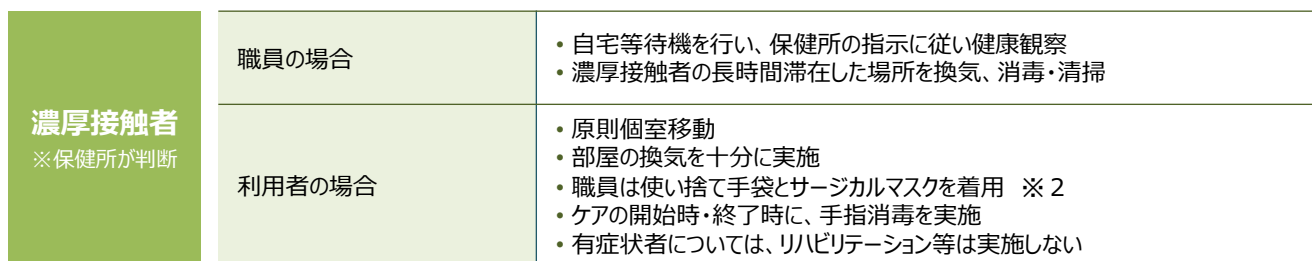 濃厚接触者
※保健所が判断
職員の場合
• 自宅等待機を行い、保健所の指示に従い健康観察
• 濃厚接触者の長時間滞在した場所を換気、消毒・清掃
利用者の場合
• 原則個室移動
• 部屋の換気を十分に実施
• 職員は使い捨て手袋とサージカルマスクを着用　※２
• ケアの開始時・終了時に、手指消毒を実施
• 有症状者については、リハビリテーション等は実施しない